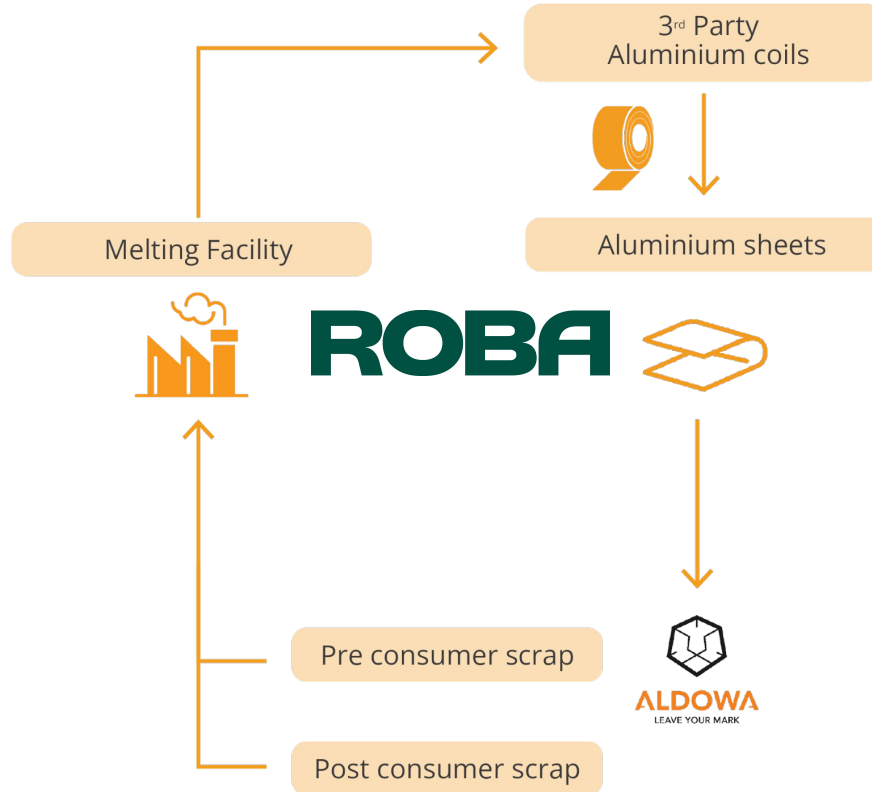 3rd Party
Aluminium coils
Melting Facility
Aluminium sheets
ROBA
Pre consumer scrap
ALDOWA
LEAVE YOUR MARK
Post consumer scrap